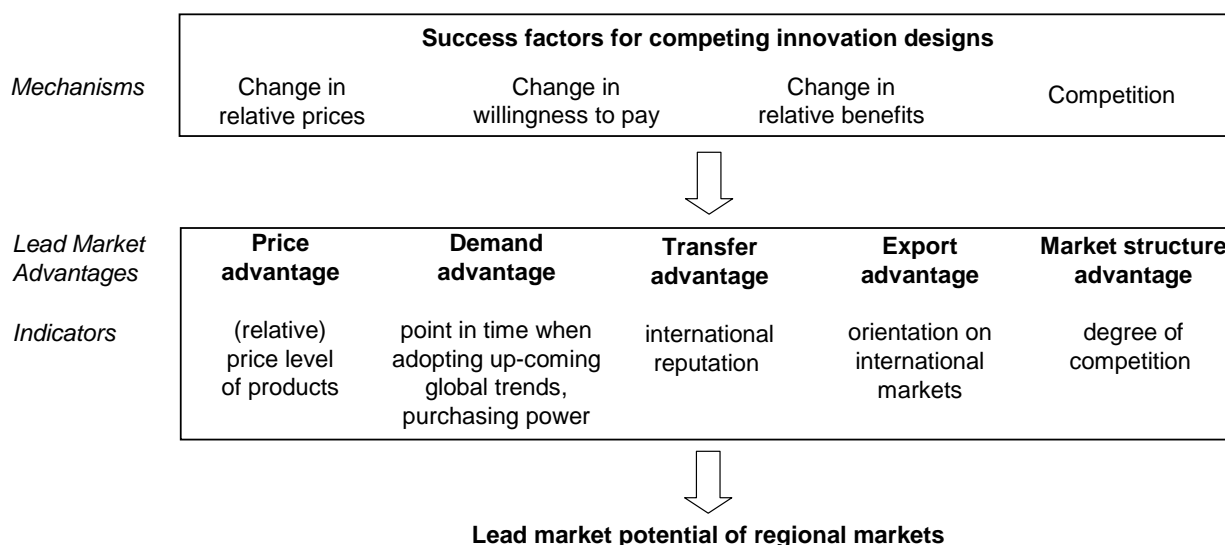 Success factors for competing innovation designs
Mechanisms
Change in
relative prices
Change in
willingness to pay
Change in
relative benefits
Competition
Lead Market
Advantages
Price
advantage
Demand
advantage
Transfer
advantage
Export
advantage
Market structure
advantage
Indicators
(relative)
price level
of products
point in time when
adopting up-coming
global trends,
purchasing power
international
reputation
orientation on
international
markets
degree of
competition
Lead market potential of regional markets